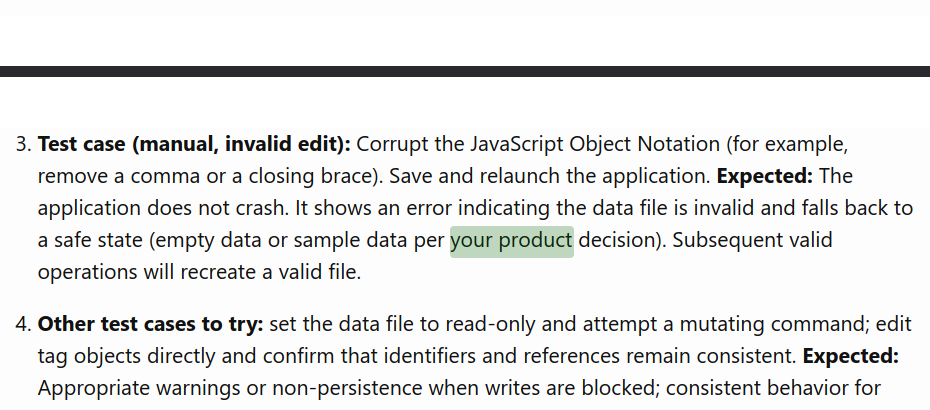 3. Test case (manual, invalid edit): Corrupt the JavaScript Object Notation (for example,
remove a comma or a closing brace). Save and relaunch the application. Expected: The
application does not crash. It shows an error indicating the data file is invalid and falls back to
a safe state (empty data or sample data per your product decision). Subsequent valid
operations will recreate a valid file.
4. Other test cases to try: set the data file to read-only and attempt a mutating command; edit
tag objects directly and confirm that identifiers and references remain consistent. Expected:
Appropriate warnings or non-persistence when writes are blocked; consistent behavior for